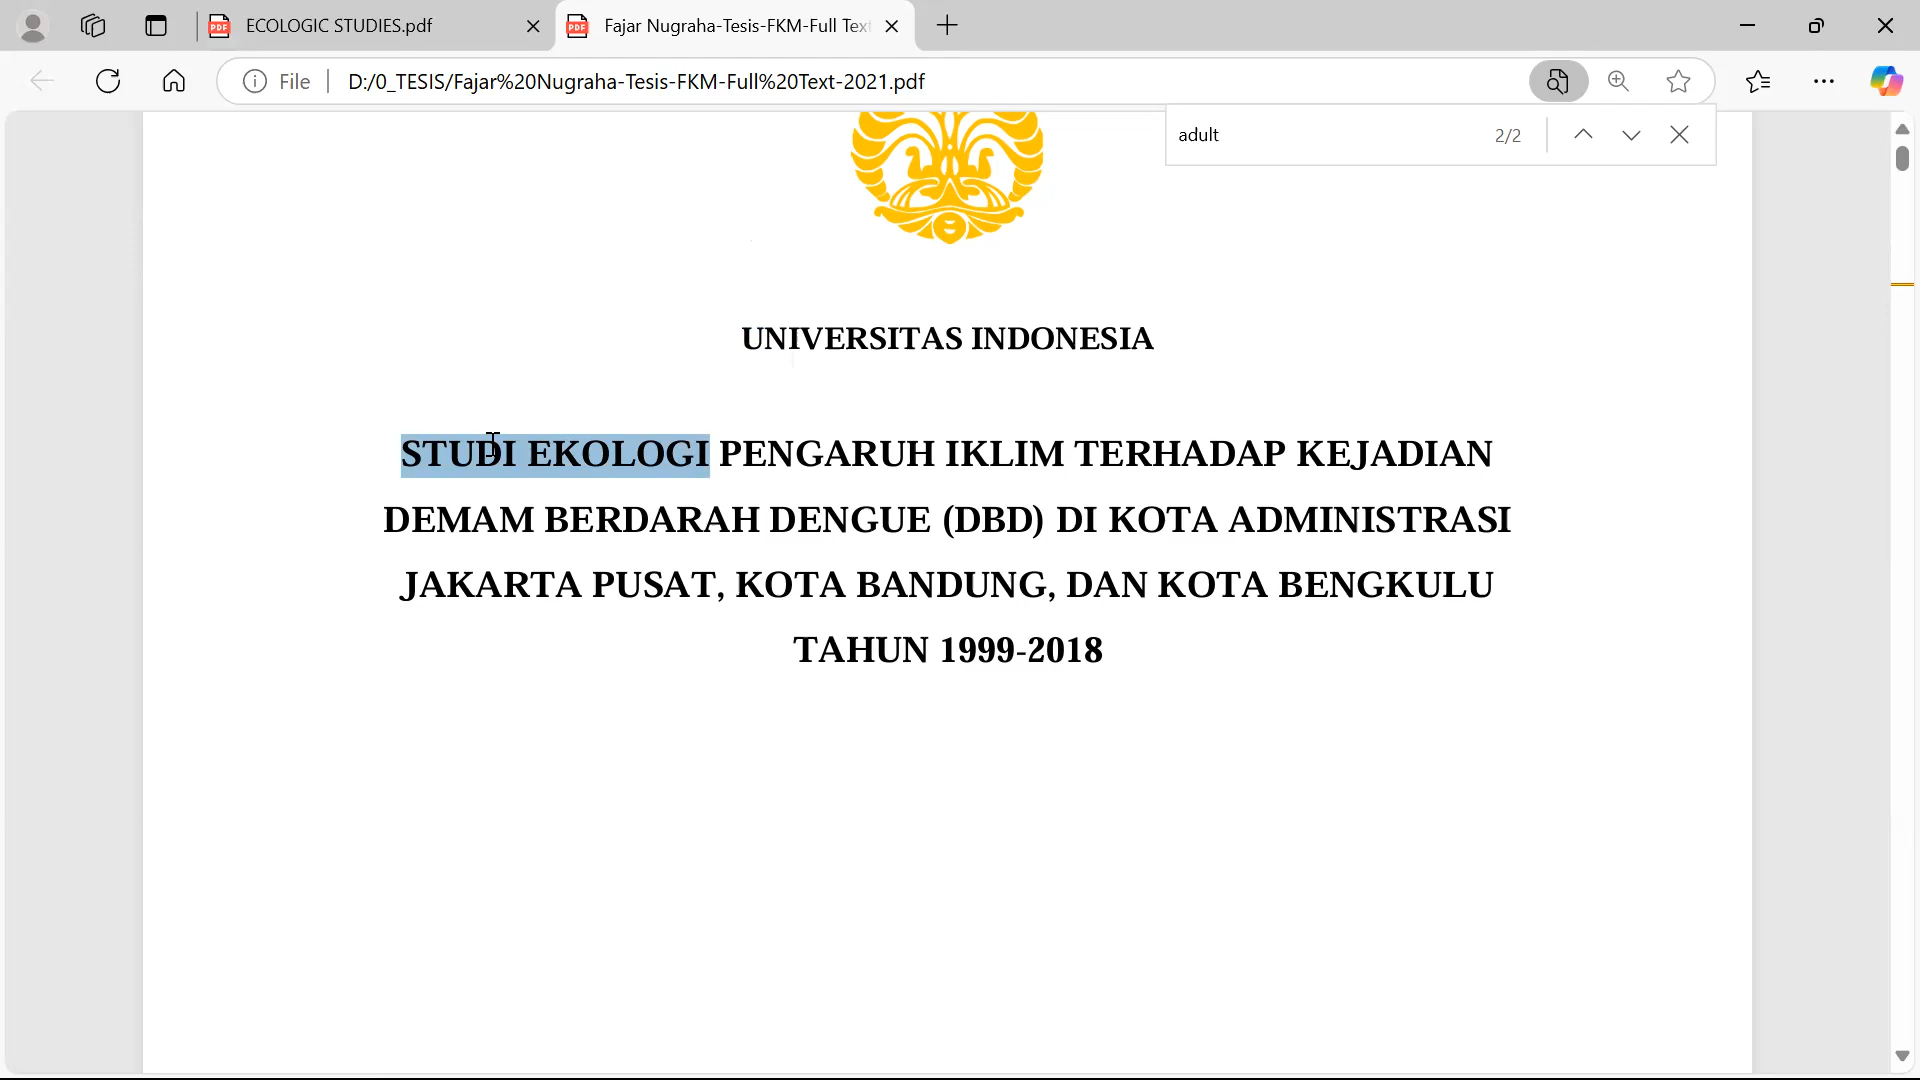 ECOLOGIC STUDIES.pdf
Fajar Nugraha-Tesis-FKM-Full Tex
File
D:/0_TESIS/Fajar%20Nugraha-Tesis-FKM-Full%20Text-2021.pdf
adult
2/2
UNIVERSITAS INDONESIA
STUDI EKOLOGI PENGARUH IKLIM TERHADAP KEJADIAN
DEMAM BERDARAH DENGUE (DBD) DI KOTA ADMINISTRASI
JAKARTA PUSAT, KOTA BANDUNG, DAN KOTA BENGKULU
TAHUN 1999-2018